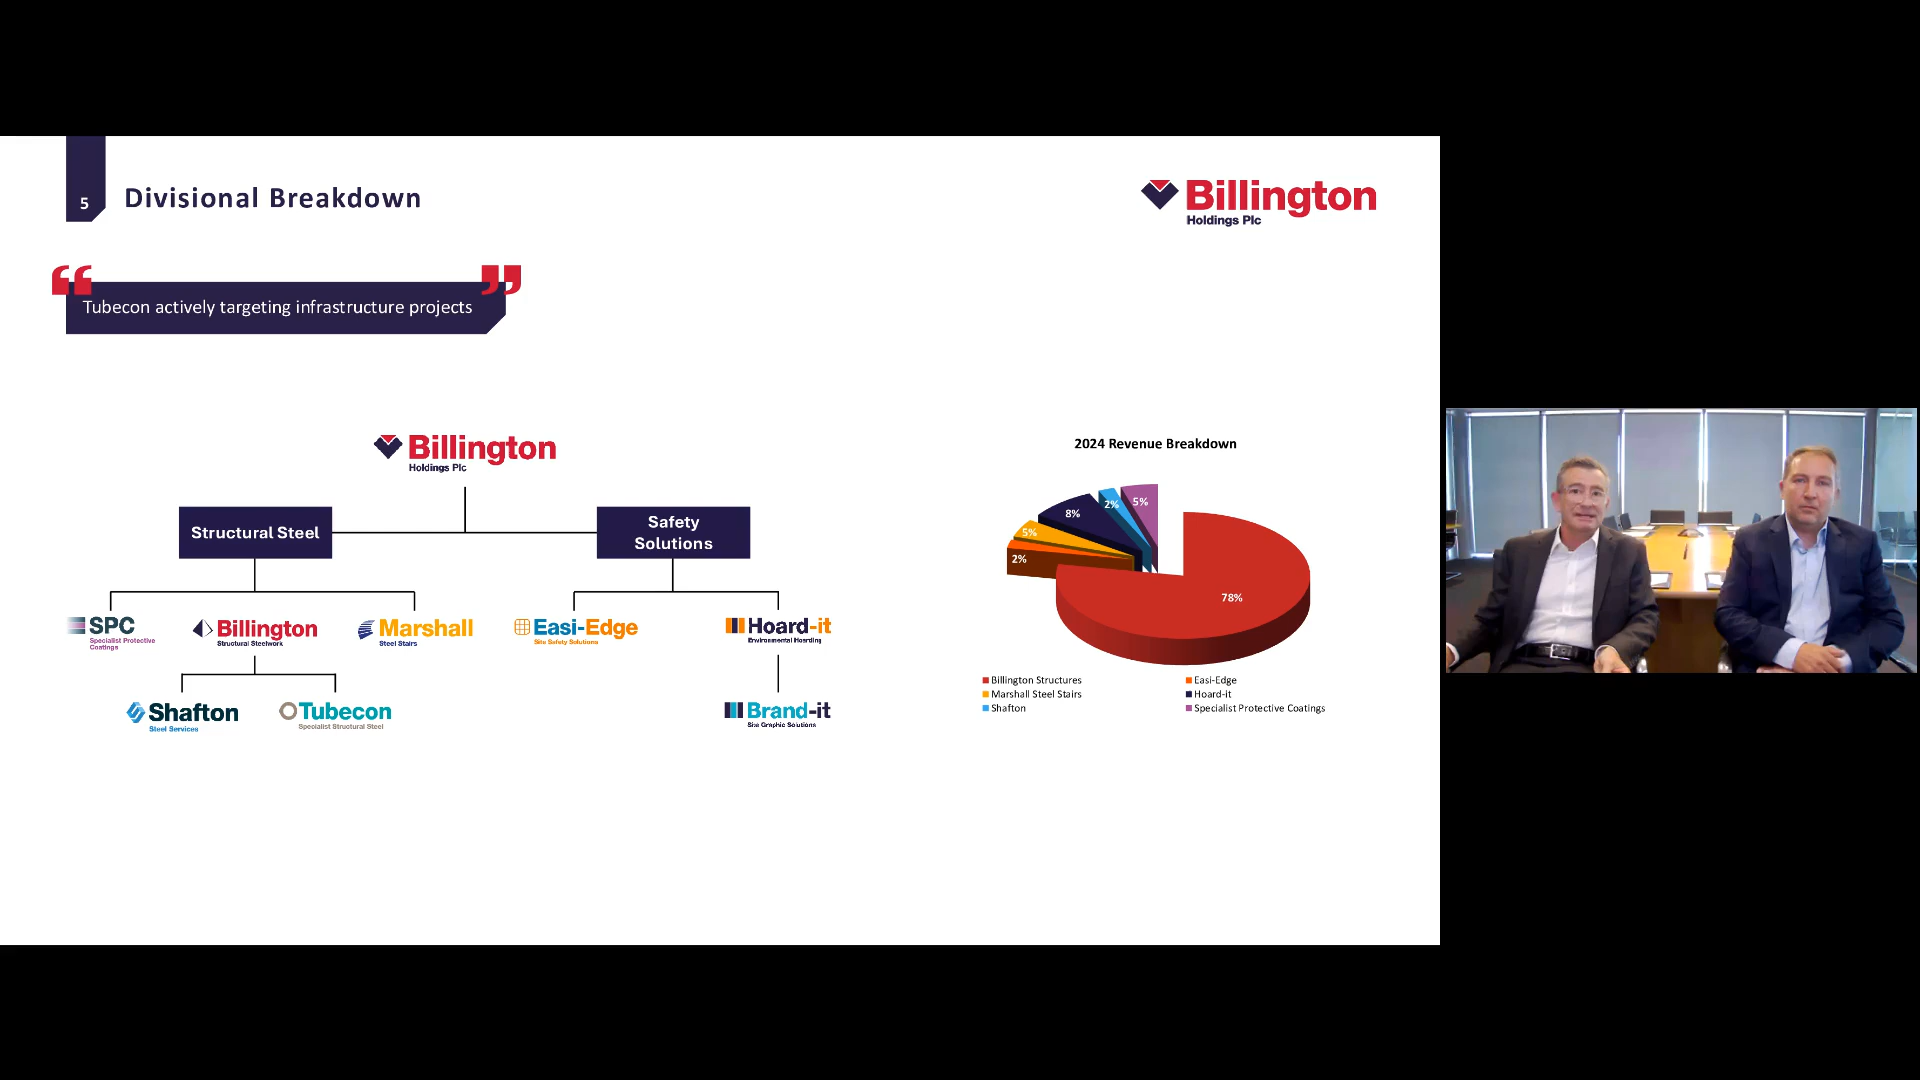 5
Divisional Breakdown
Billington
Holdings Plc
Tubecon actively targeting infrastructure projects
Billington
Holdings Plc
Structural Steel
Safety
Solutions
SPC
Specialist Protective
Coatings
Billington
Structural Steelwork
Marshall
Steel Stairs
Easi-Edge
Site Safety Solutions
Hoard-it
Environmental Hoarding
Shafton
Steel Services
Tubecon
Specialist Structural Steel
Brand-it
Site Graphic Solutions
2024 Revenue Breakdown
2%
5%
8%
2%
5%
78%
Billington Structures
Easi-Edge
Marshall Steel Stairs
Hoard-it
Shafton
Specialist Protective Coatings